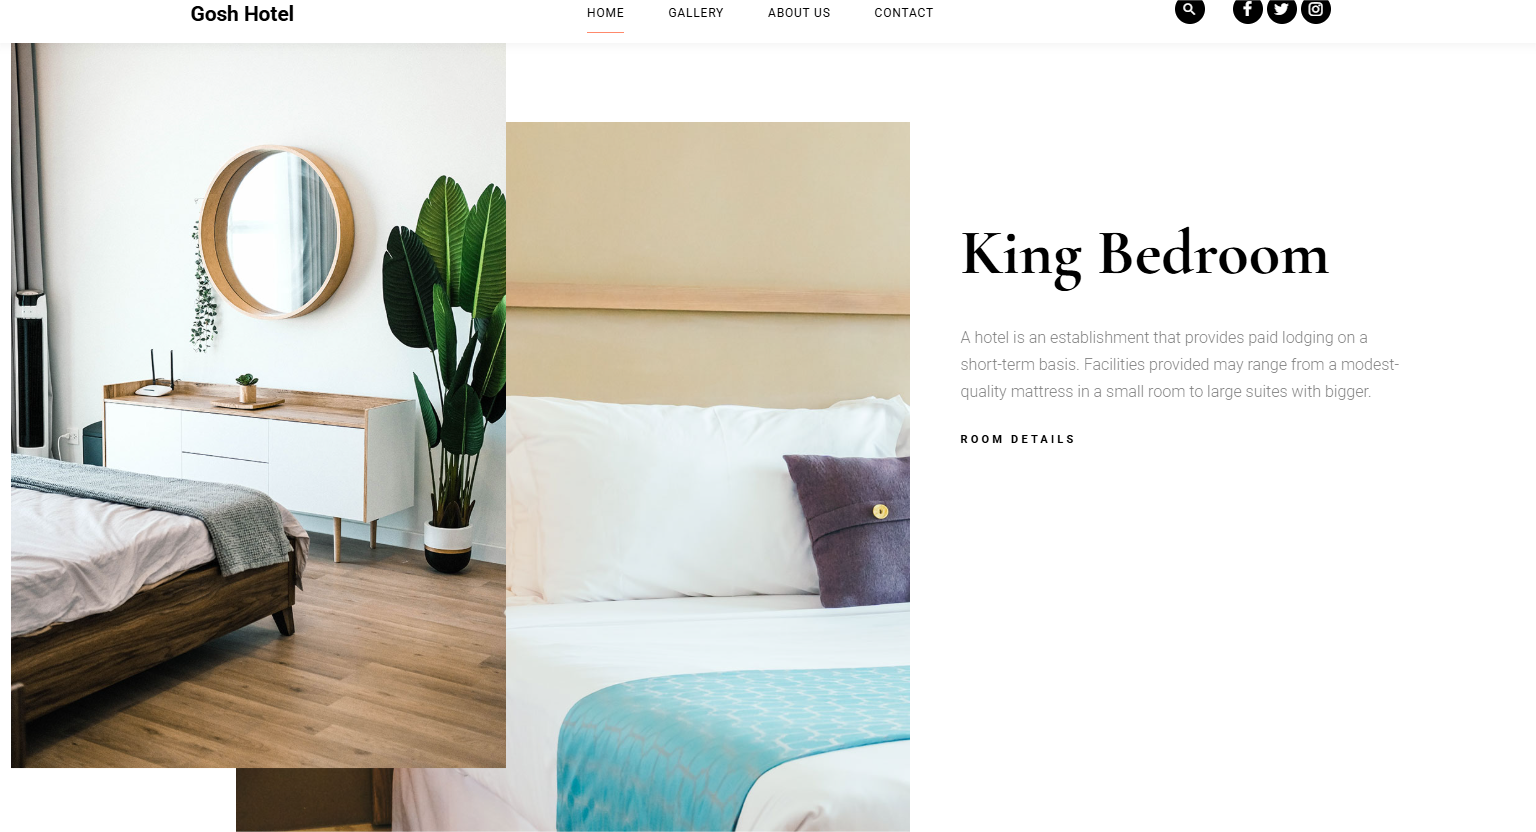 Gosh Hotel
HOME
GALLERY
ABOUT US
CONTACT
King Bedroom
A hotel is an establishment that provides paid lodging on a
short-term basis. Facilities provided may range from a modest-
quality mattress in a small room to large suites with bigger.
ROOM DETAILS